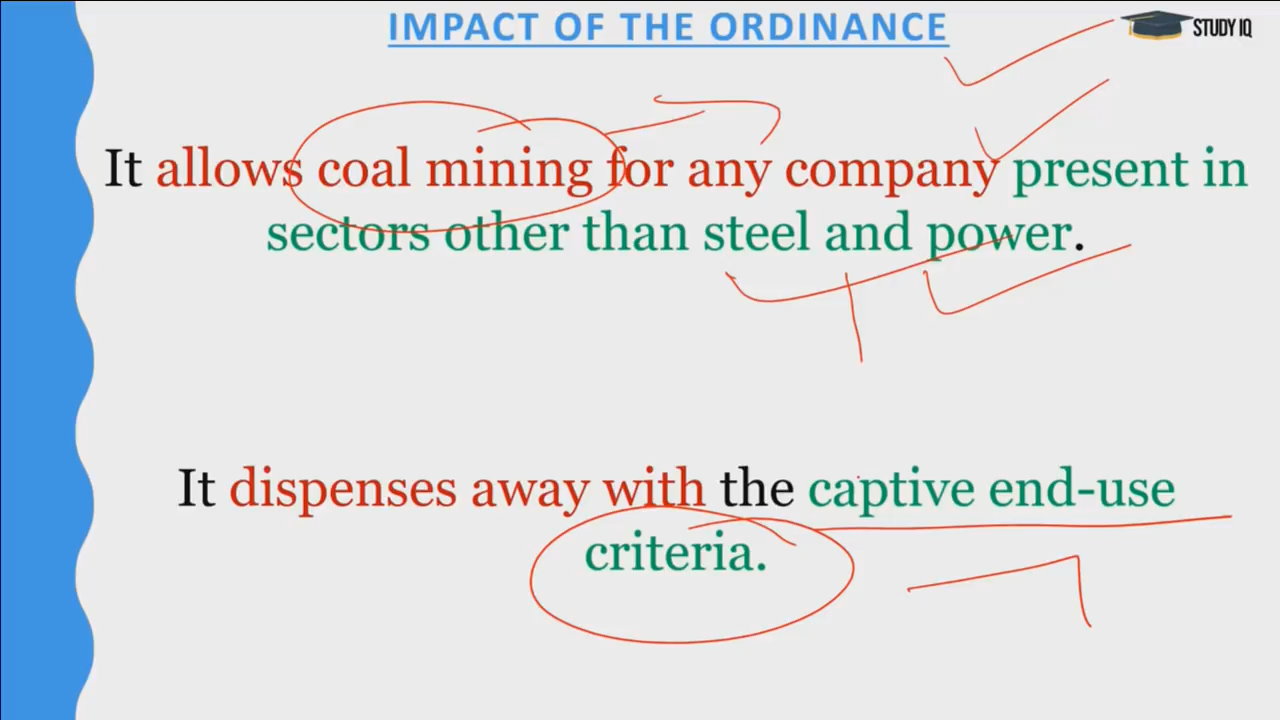 IMPACT OF THE ORDINANCE
STUDY IQ
It allows coal mining for any company present in
sectors other than steel and power.
It dispenses away with the captive end-use
criteria.